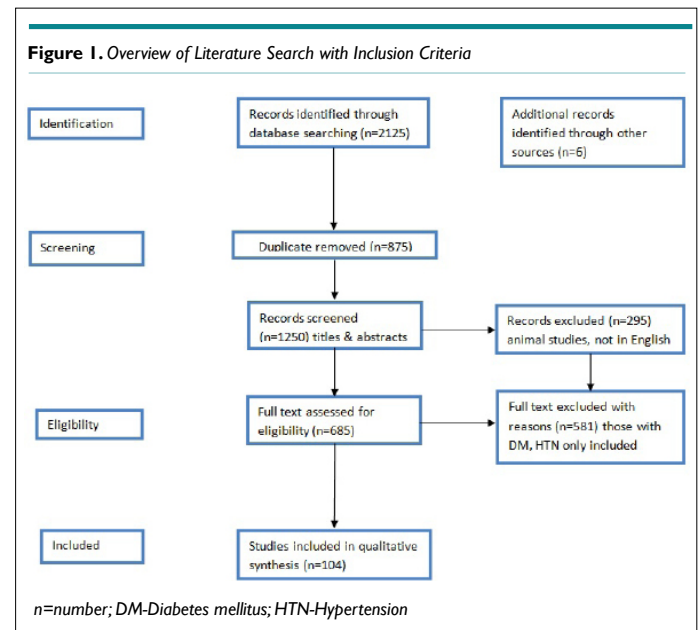 Figure 1. Overview of Literature Search with Inclusion Criteria
Identification
Records identified through
database searching (n=2125)
Additional records
identified through other
sources (n=6)
Screening
Duplicate removed (n=875)
Records screened
(n=1250) titles & abstracts
Records excluded (n=295)
animal studies, not in English
Eligibility
Full text assessed for
eligibility (n=685)
Full text excluded with
reasons (n=581) those with
DM, HTN only included
Included
Studies included in qualitative
synthesis (n=104)
n=number; DM-Diabetes mellitus; HTN-Hypertension